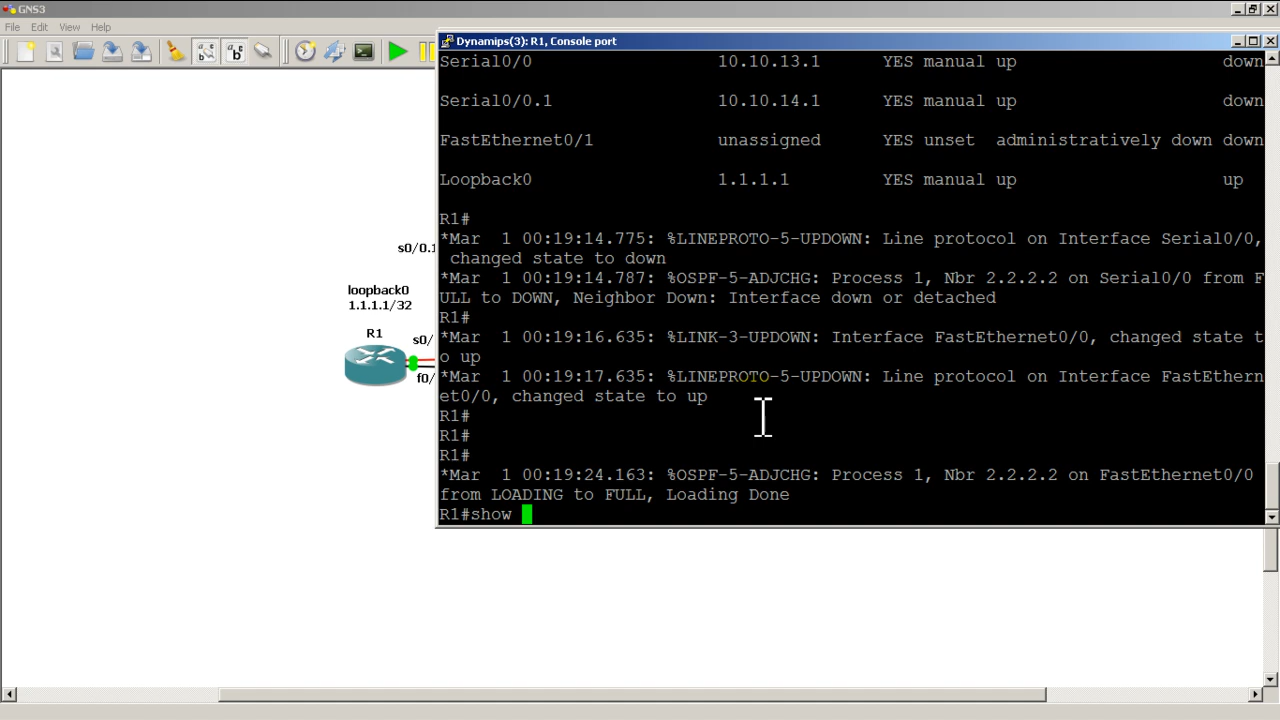 GNS3
File Edit View Help
Dynamips(3): R1, Console port
Serial0/0 10.10.13.1 YES manual up down
Serial0/0.1 10.10.14.1 YES manual up down
FastEthernet0/1 unassigned YES unset administratively down down
Loopback0 1.1.1.1 YES manual up up
R1#
*Mar 1 00:19:14.775: %LINEPROTO-5-UPDOWN: Line protocol on Interface Serial0/0,
changed state to down
*Mar 1 00:19:14.787: %OSPF-5-ADJCHG: Process 1, Nbr 2.2.2.2 on Serial0/0 from F
ULL to DOWN, Neighbor Down: Interface down or detached
R1#
*Mar 1 00:19:16.635: %LINK-3-UPDOWN: Interface FastEthernet0/0, changed state t
o up
*Mar 1 00:19:17.635: %LINEPROTO-5-UPDOWN: Line protocol on Interface FastEthern
et0/0, changed state to up
R1#
R1#
R1#
*Mar 1 00:19:24.163: %OSPF-5-ADJCHG: Process 1, Nbr 2.2.2.2 on FastEthernet0/0
from LOADING to FULL, Loading Done
R1#show
s0/0.1
loopback0
1.1.1.1/32
R1
s0/
f0/